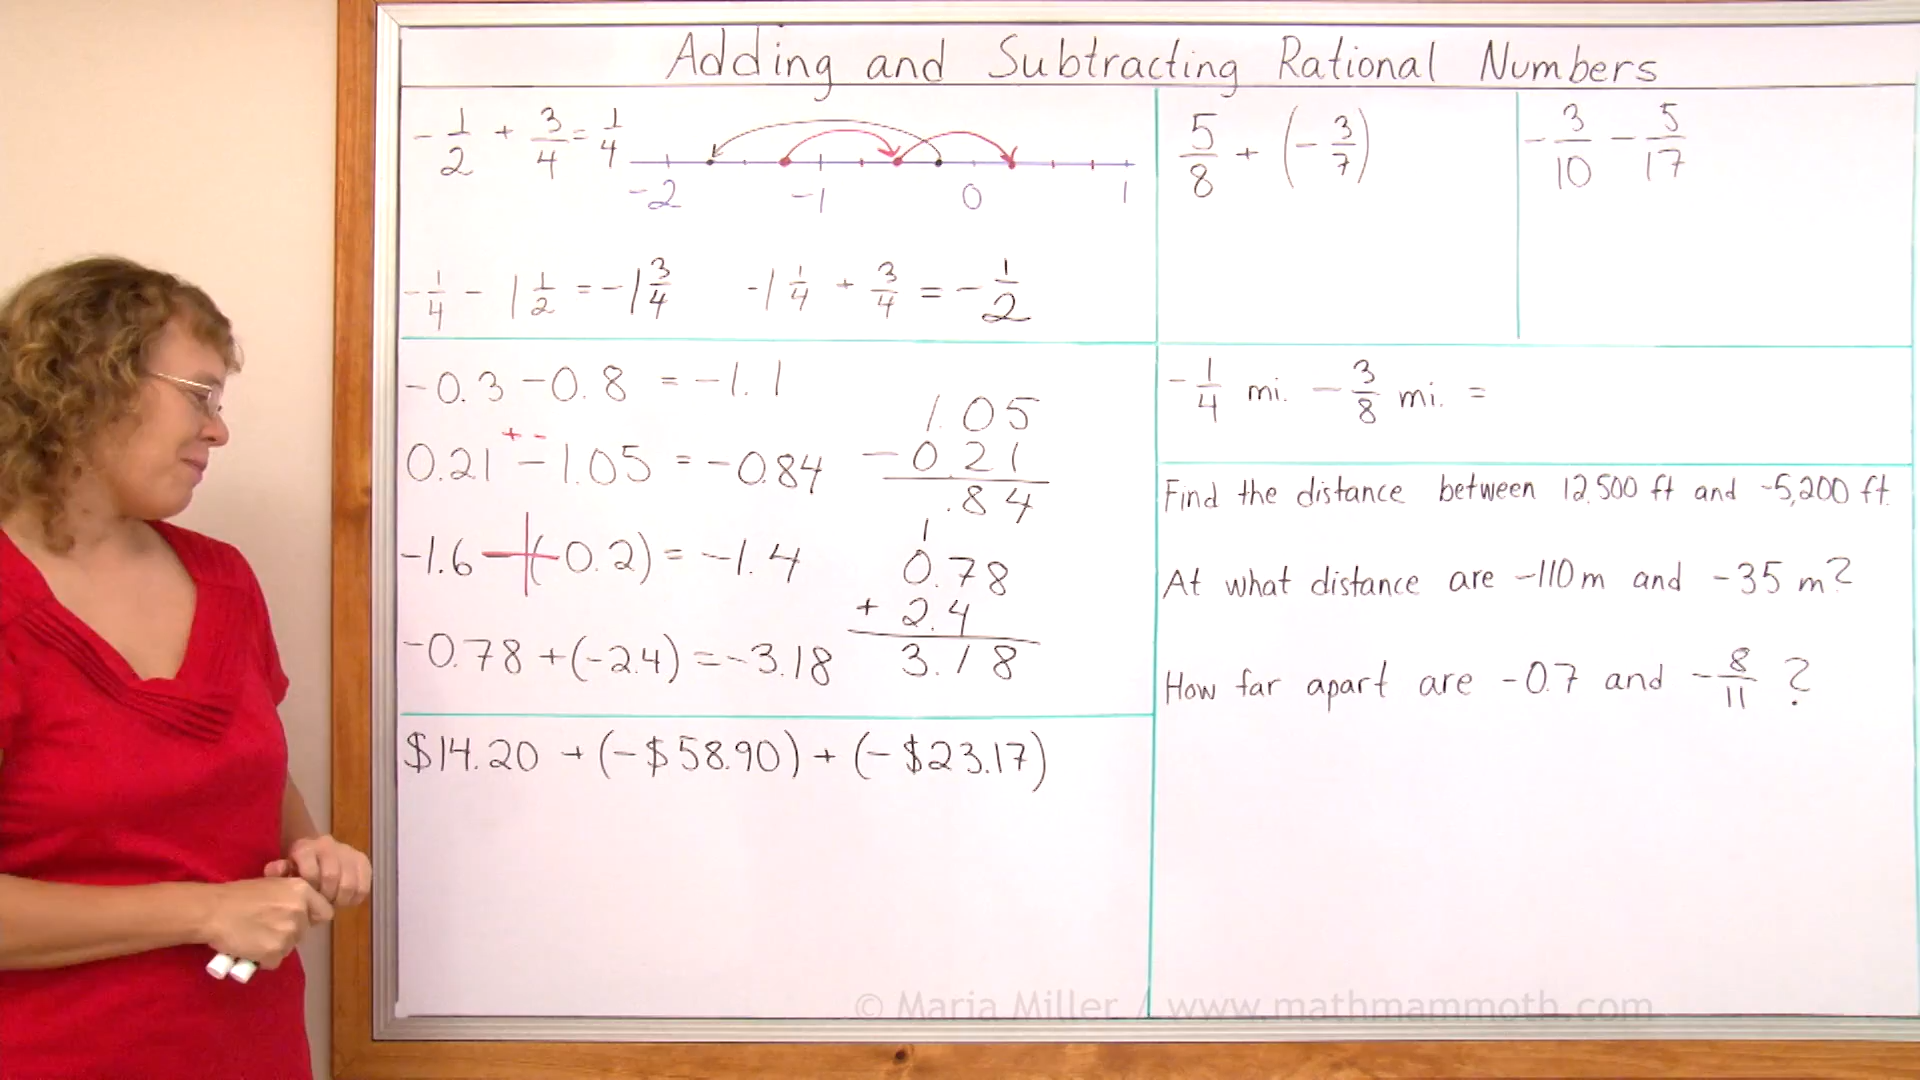 Adding and Subtracting Rational Numbers
-1/2 + 3/4 = 1/4
-2 -1 0 1
-1/4 - 1 1/2 = -1 3/4
-1 1/4 + 3/4 = -1/2
-0.3 - 0.8 = -1.1
+ -
0.21 - 1.05 = -0.84
1.05
- 0.21
.84
-1.6 - (-0.2) = -1.4
1
0.78
+ 2.4
3.18
-0.78 + (-2.4) = -3.18
$14.20 + (-$58.90) + (-$23.17)
5/8 + (-3/7)
-3/10 - 5/17
-1/4 mi. - 3/8 mi. =
Find the distance between 12,500 ft and -5,200 ft.
At what distance are -110 m and -35 m?
How far apart are -0.7 and -8/11 ?
© Maria Miller / www.mathmammoth.com